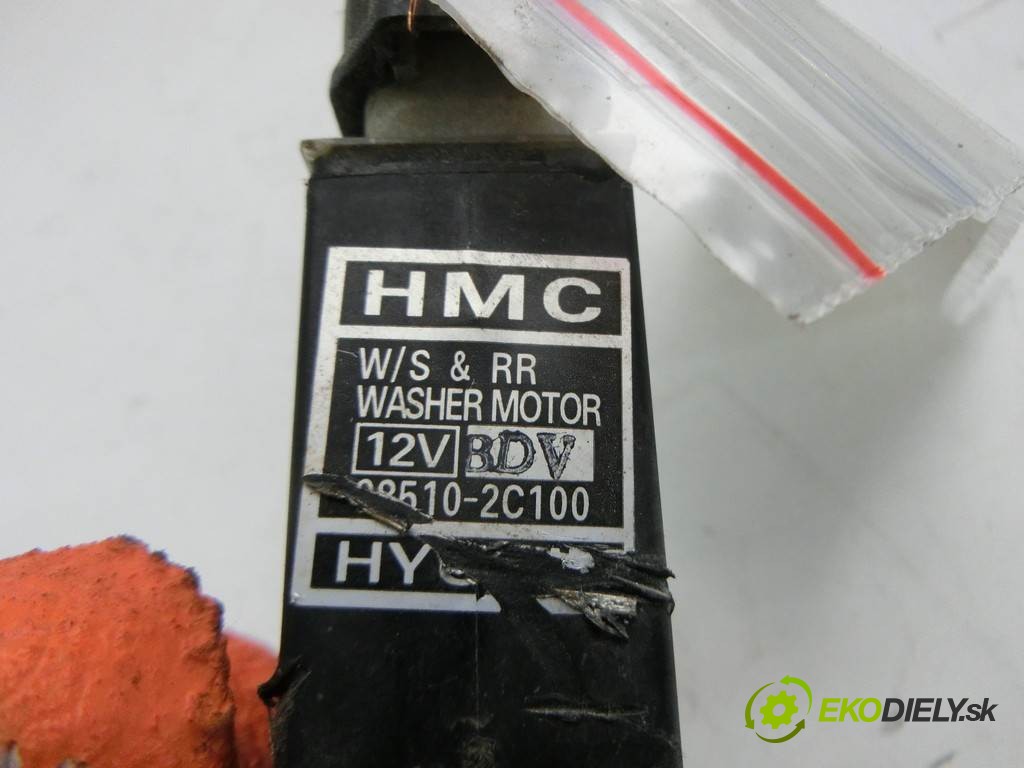 HMC
W/S & RR
WASHER MOTOR
12V BDV
98510-2C100
EKODIELY.sk